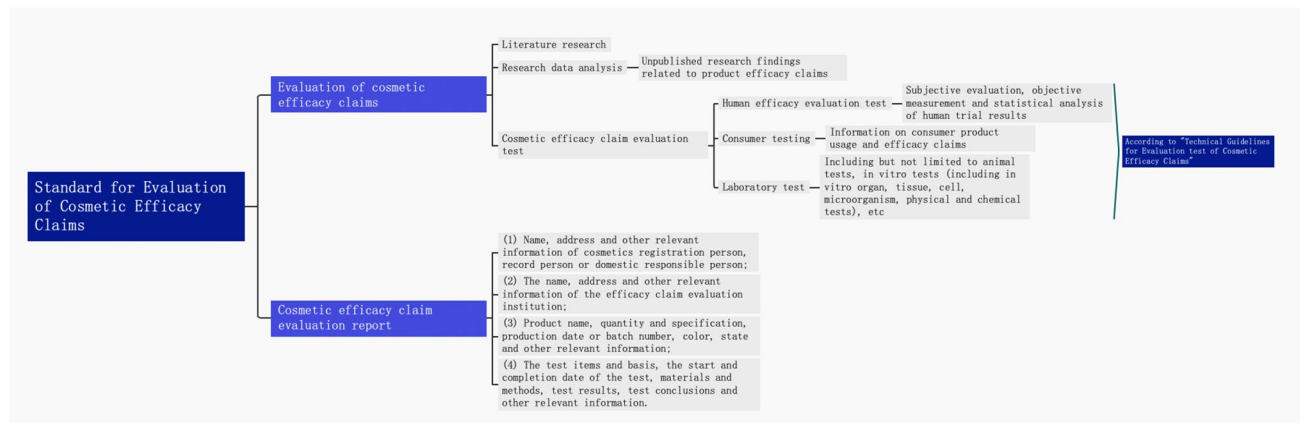 Standard for Evaluation
of Cosmetic Efficacy
Claims
Evaluation of cosmetic
efficacy claims
Literature research
Research data analysis
Unpublished research findings
related to product efficacy claims
Cosmetic efficacy claim evaluation
test
Human efficacy evaluation test
Subjective evaluation, objective
measurement and statistical analysis
of human trial results
Consumer testing
Information on consumer product
usage and efficacy claims
Laboratory test
Including but not limited to animal
tests, in vitro tests (including in
vitro organ, tissue, cell,
microorganism, physical and chemical
tests), etc
According to "Technical Guidelines
for Evaluation test of Cosmetic
Efficacy Claims"
Cosmetic efficacy claim
evaluation report
(1) Name, address and other relevant
information of cosmetics registration person,
record person or domestic responsible person;
(2) The name, address and other relevant
information of the efficacy claim evaluation
institution;
(3) Product name, quantity and specification,
production date or batch number, color, state
and other relevant information;
(4) The test items and basis, the start and
completion date of the test, materials and
methods, test results, test conclusions and
other relevant information.